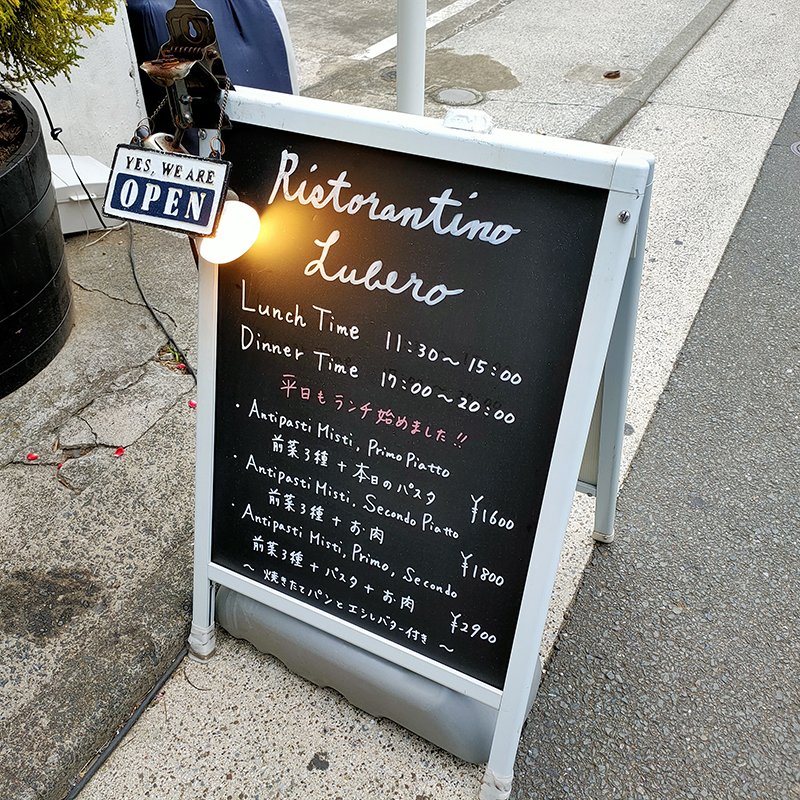 YES, WE ARE
OPEN
Ristorantino
Lubero
Lunch Time 11:30～15:00
Dinner Time 17:00～20:00
平日もランチ始めました!!
・Antipasti Misti, Primo Piatto
前菜3種＋本日のパスタ ¥1600
・Antipasti Misti, Secondo Piatto
前菜3種＋お肉 ¥1800
・Antipasti Misti, Primo, Secondo
前菜3種＋パスタ＋お肉 ¥2900
～焼きたてパンとエシレバター付き～